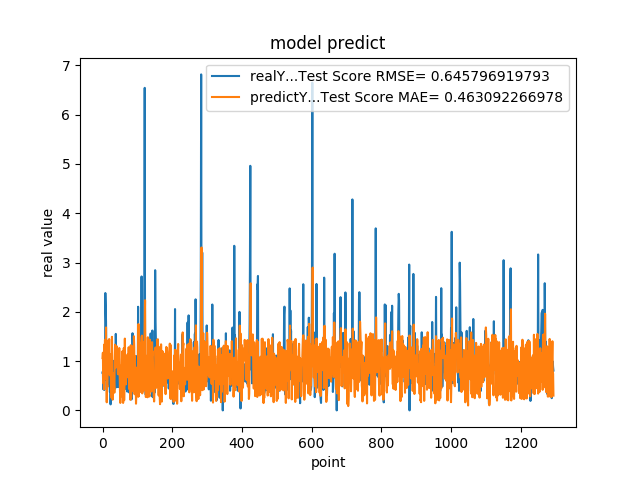 model predict
realY...Test Score RMSE= 0.645796919793
predictY...Test Score MAE= 0.463092266978
real value
7
6
5
4
3
2
1
0
0 200 400 600 800 1000 1200
point